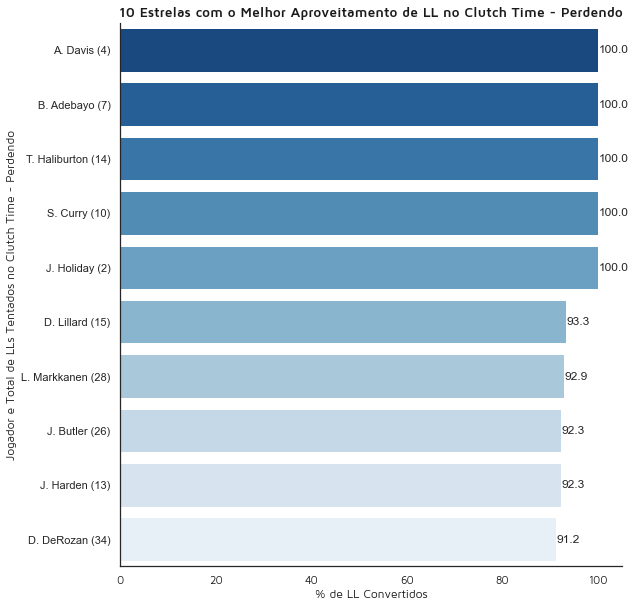 10 Estrelas com o Melhor Aproveitamento de LL no Clutch Time - Perdendo
Jogador e Total de LLs Tentados no Clutch Time - Perdendo
A. Davis (4) 100.0
B. Adebayo (7) 100.0
T. Haliburton (14) 100.0
S. Curry (10) 100.0
J. Holiday (2) 100.0
D. Lillard (15) 93.3
L. Markkanen (28) 92.9
J. Butler (26) 92.3
J. Harden (13) 92.3
D. DeRozan (34) 91.2
0 20 40 60 80 100
% de LL Convertidos